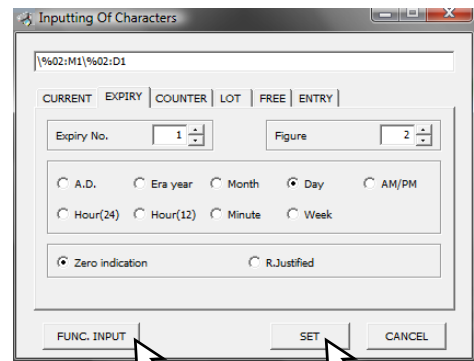 Inputting Of Characters
\%02:M1\%02:D1
CURRENT EXPIRY COUNTER LOT FREE ENTRY
Expiry No. 1 Figure 2
A.D. Era year Month Day AM/PM
Hour(24) Hour(12) Minute Week
Zero indication R.Justified
FUNC. INPUT SET CANCEL